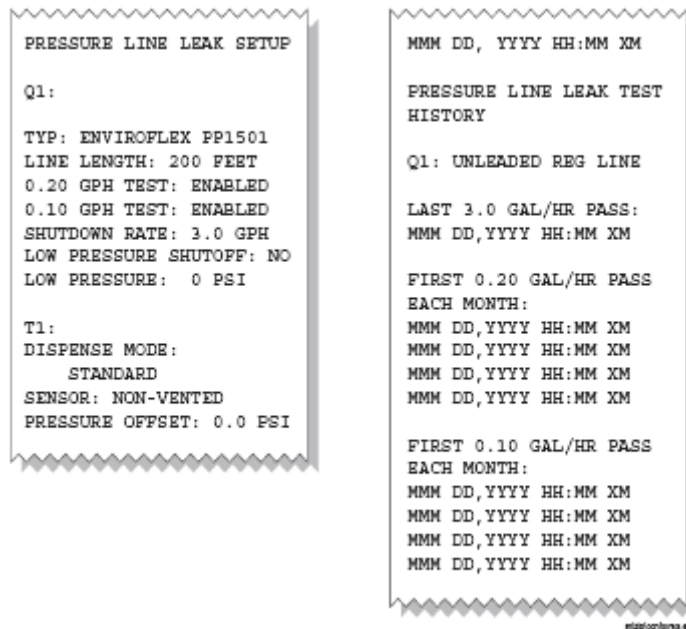 PRESSURE LINE LEAK SETUP
Q1:
TYP: ENVIROFLEX PP1501
LINE LENGTH: 200 FEET
0.20 GPH TEST: ENABLED
0.10 GPH TEST: ENABLED
SHUTDOWN RATE: 3.0 GPH
LOW PRESSURE SHUTOFF: NO
LOW PRESSURE: 0 PSI
T1:
DISPENSE MODE:
STANDARD
SENSOR: NON-VENTED
PRESSURE OFFSET: 0.0 PSI
MMM DD, YYYY HH:MM XM
PRESSURE LINE LEAK TEST
HISTORY
Q1: UNLEADED REG LINE
LAST 3.0 GAL/HR PASS:
MMM DD,YYYY HH:MM XM
FIRST 0.20 GAL/HR PASS
EACH MONTH:
MMM DD,YYYY HH:MM XM
MMM DD,YYYY HH:MM XM
MMM DD,YYYY HH:MM XM
MMM DD,YYYY HH:MM XM
FIRST 0.10 GAL/HR PASS
EACH MONTH:
MMM DD,YYYY HH:MM XM
MMM DD,YYYY HH:MM XM
MMM DD,YYYY HH:MM XM
MMM DD,YYYY HH:MM XM